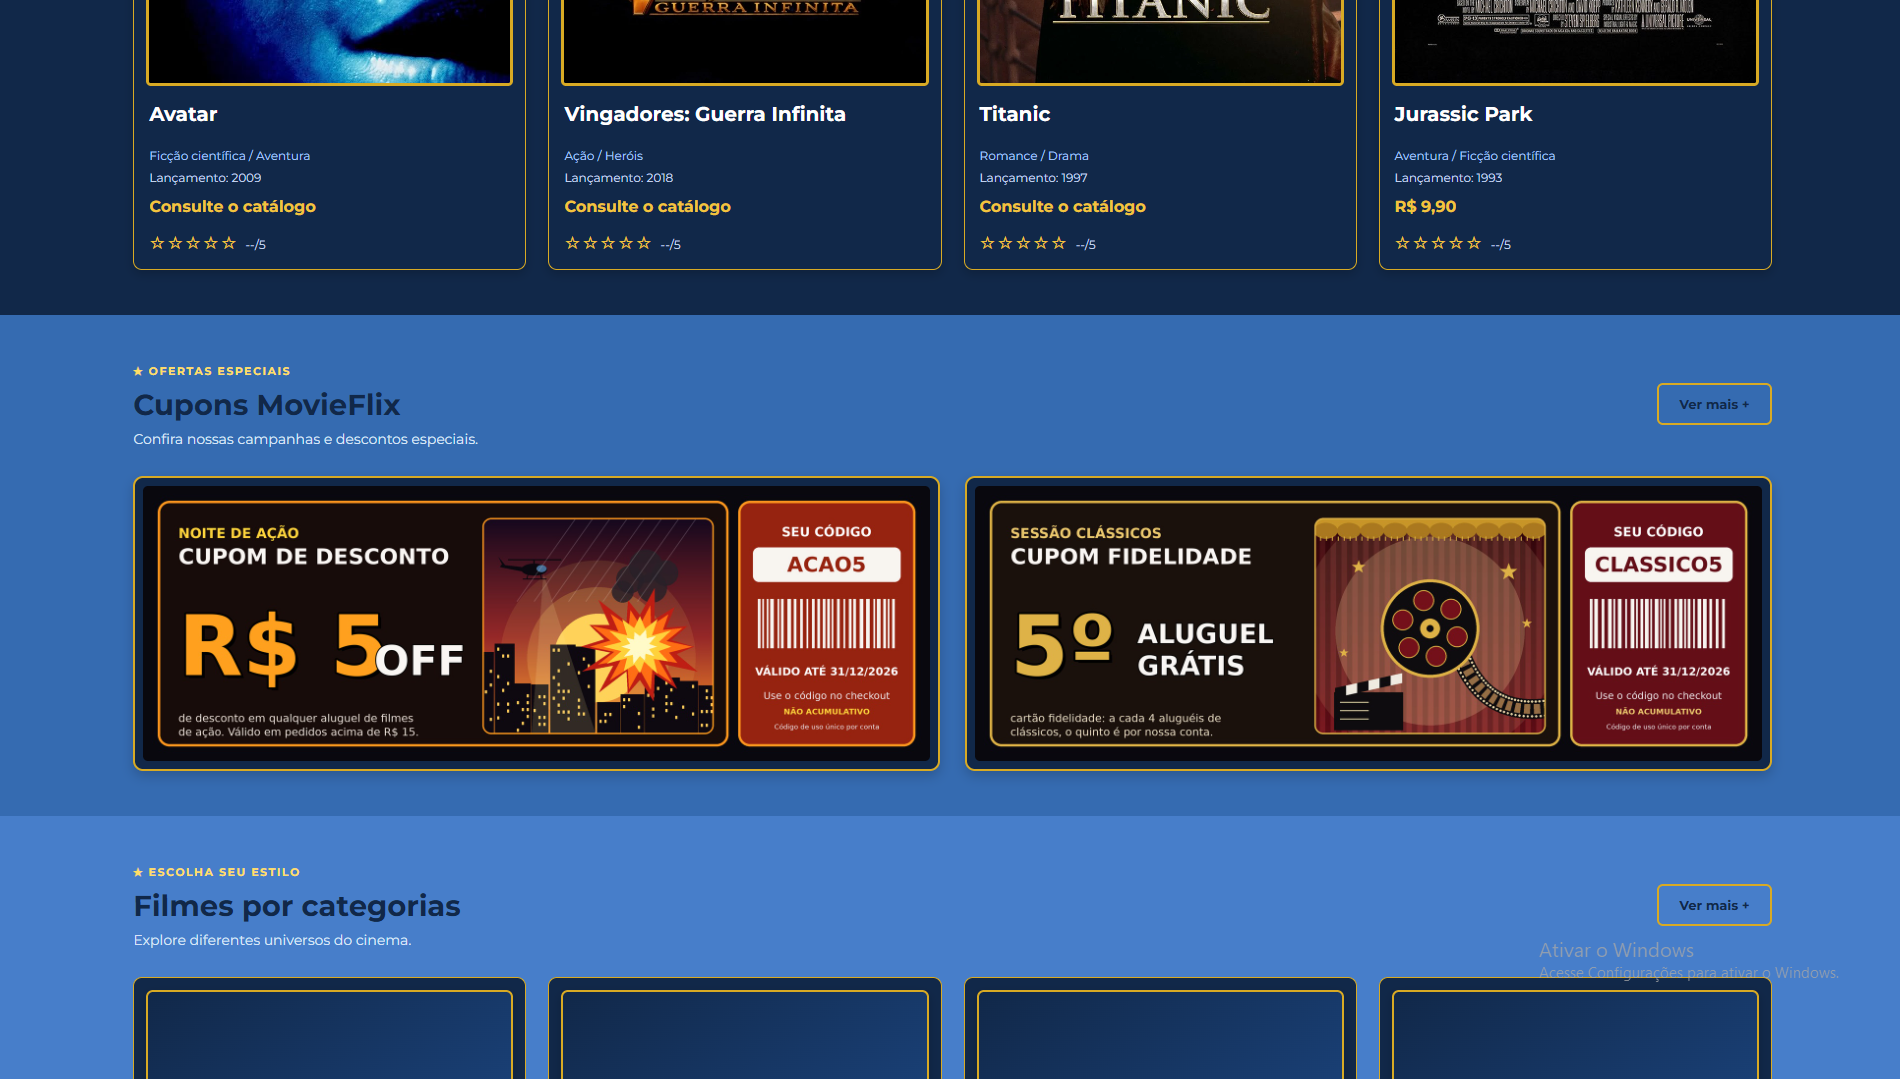 GUERRA INFINITA
TITANIC
Avatar
Ficção científica / Aventura
Lançamento: 2009
Consulte o catálogo
☆☆☆☆☆ --/5
Vingadores: Guerra Infinita
Ação / Heróis
Lançamento: 2018
Consulte o catálogo
☆☆☆☆☆ --/5
Titanic
Romance / Drama
Lançamento: 1997
Consulte o catálogo
☆☆☆☆☆ --/5
Jurassic Park
Aventura / Ficção científica
Lançamento: 1993
R$ 9,90
☆☆☆☆☆ --/5
★ OFERTAS ESPECIAIS
Cupons MovieFlix
Confira nossas campanhas e descontos especiais.
Ver mais +
NOITE DE AÇÃO
CUPOM DE DESCONTO
R$ 5 OFF
de desconto em qualquer aluguel de filmes
de ação. Válido em pedidos acima de R$ 15.
SEU CÓDIGO
ACAO5
VÁLIDO ATÉ 31/12/2026
Use o código no checkout
NÃO ACUMULATIVO
Código de uso único por conta
SESSÃO CLÁSSICOS
CUPOM FIDELIDADE
5º ALUGUEL
GRÁTIS
cartão fidelidade: a cada 4 aluguéis de
clássicos, o quinto é por nossa conta.
SEU CÓDIGO
CLASSICO5
VÁLIDO ATÉ 31/12/2026
Use o código no checkout
NÃO ACUMULATIVO
Código de uso único por conta
★ ESCOLHA SEU ESTILO
Filmes por categorias
Explore diferentes universos do cinema.
Ver mais +
Ativar o Windows
Acesse Configurações para ativar o Windows.